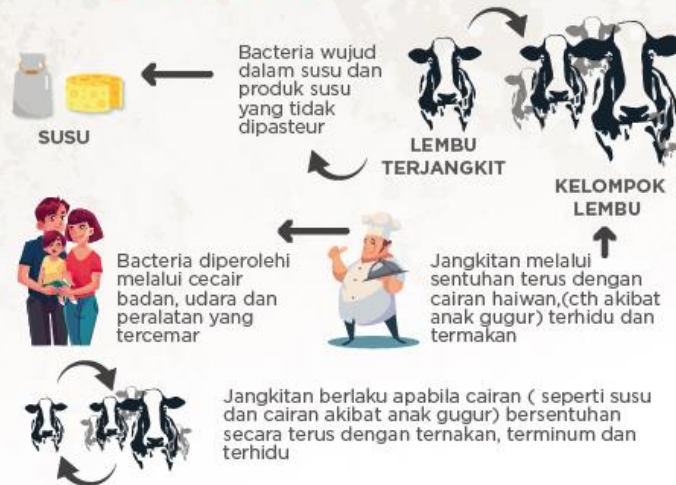 Bacteria wujud
dalam susu dan
produk susu
yang tidak
dipasteur
SUSU
LEMBU
TERJANGKIT
KELOMPOK
LEMBU
Bacteria diperolehi
melalui cecair
badan, udara dan
peralatan yang
tercemar
Jangkitan melalui
sentuhan terus dengan
cairan haiwan,(cth akibat
anak gugur) terhidu dan
termakan
Jangkitan berlaku apabila cairan ( seperti susu
dan cairan akibat anak gugur) bersentuhan
secara terus dengan ternakan, terminum dan
terhidu